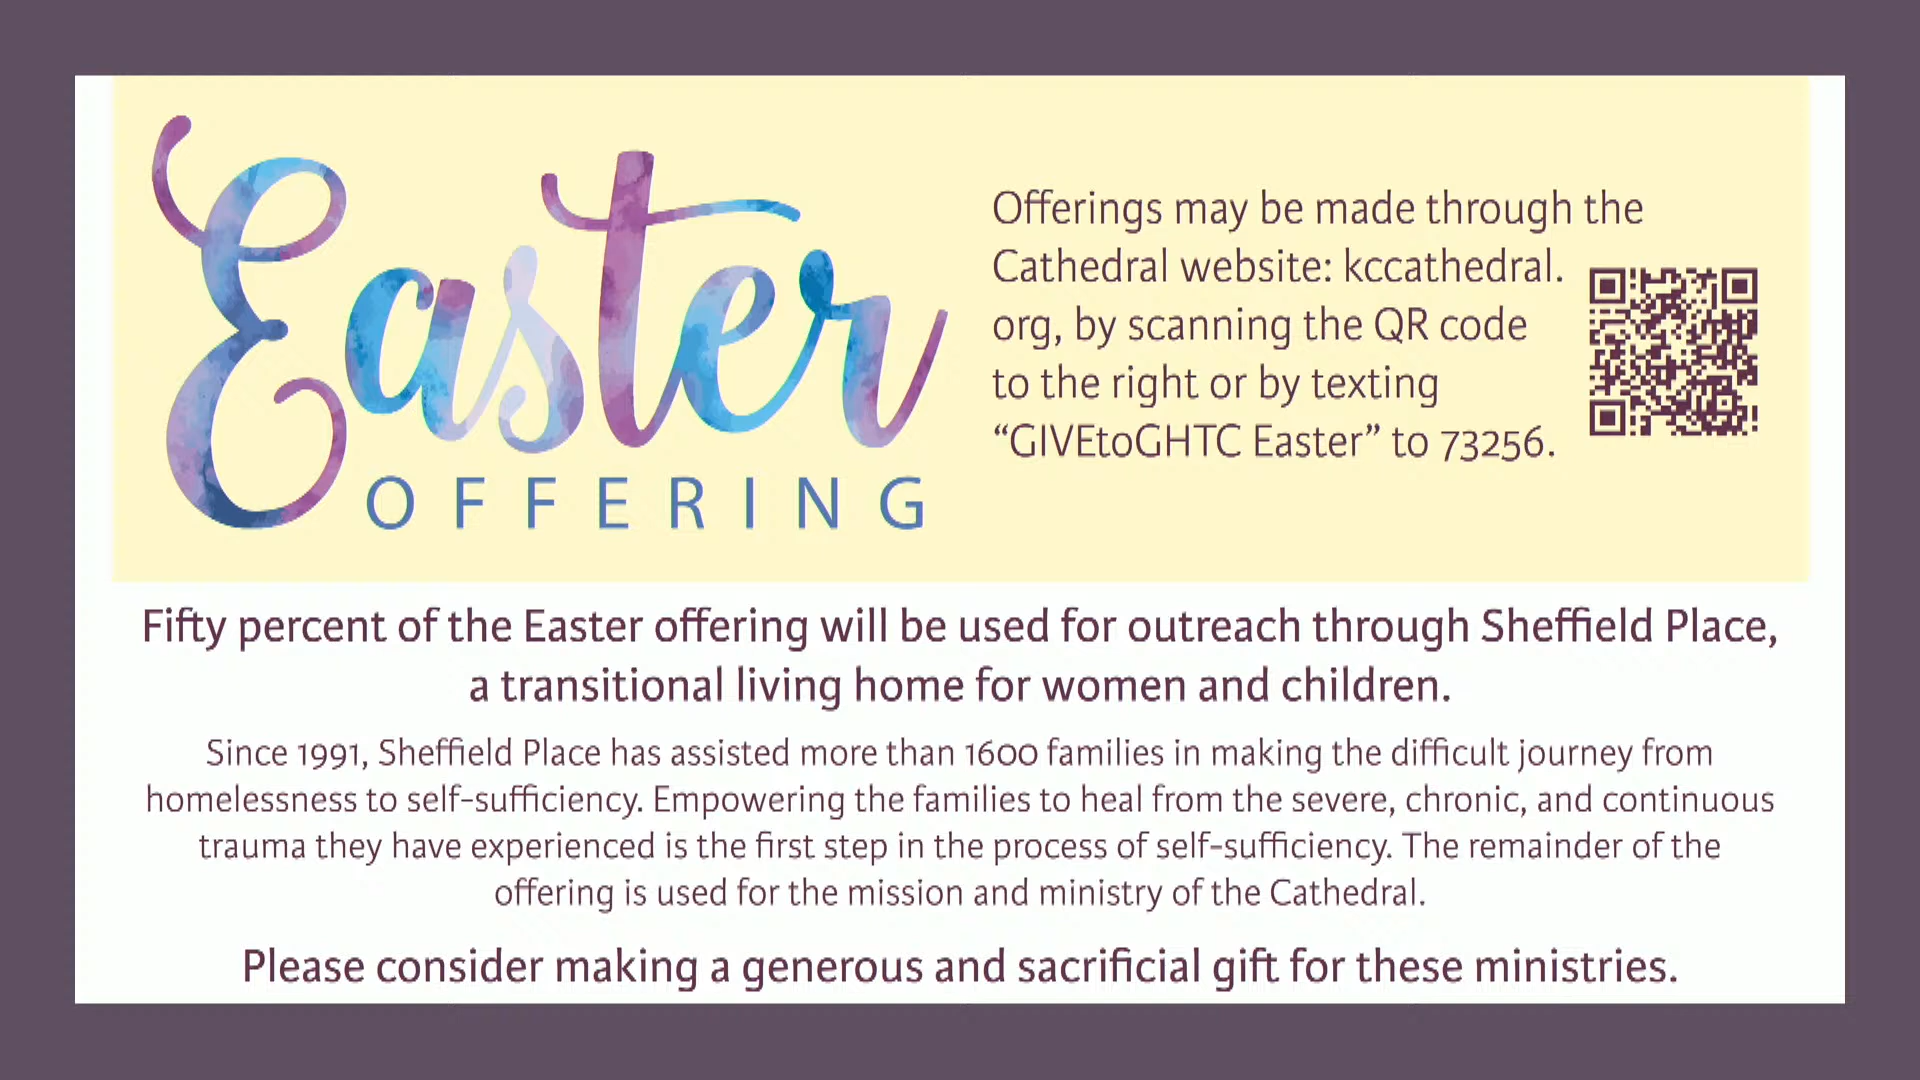 Easter
OFFERING
Offerings may be made through the
Cathedral website: kccathedral.
org, by scanning the QR code
to the right or by texting
“GIVEtoGHTC Easter” to 73256.
Fifty percent of the Easter offering will be used for outreach through Sheffield Place,
a transitional living home for women and children.
Since 1991, Sheffield Place has assisted more than 1600 families in making the difficult journey from
homelessness to self-sufficiency. Empowering the families to heal from the severe, chronic, and continuous
trauma they have experienced is the first step in the process of self-sufficiency. The remainder of the
offering is used for the mission and ministry of the Cathedral.
Please consider making a generous and sacrificial gift for these ministries.